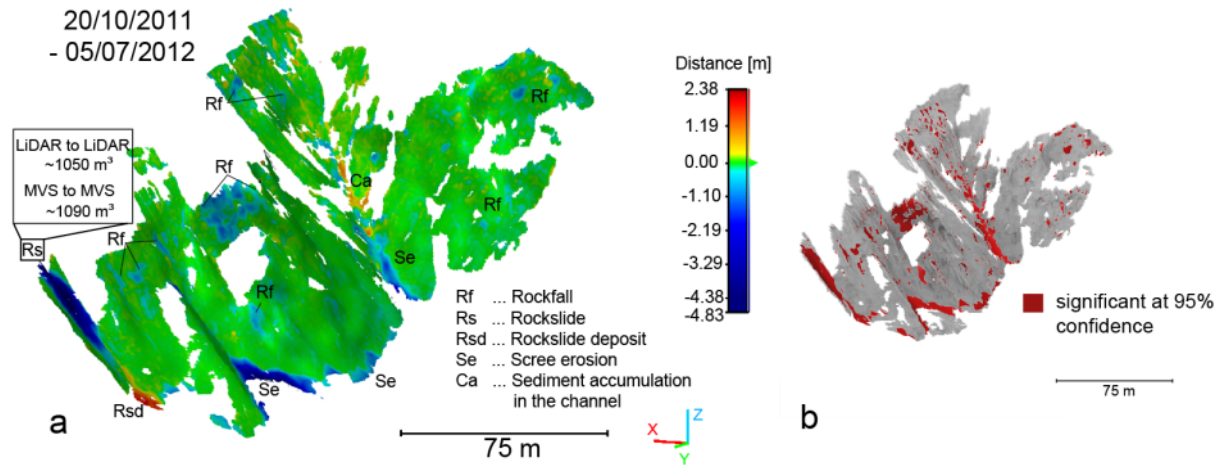 20/10/2011
- 05/07/2012
LiDAR to LiDAR
~1050 m³
MVS to MVS
~1090 m³
Rs
Rf
Rf
Rf
Rf
Rf
Rf
Ca
Se
Se
Se
Rsd
a
Distance [m]
2.38
1.19
0.00
-1.10
-2.19
-3.29
-4.38
-4.83
Rf ... Rockfall
Rs ... Rockslide
Rsd ... Rockslide deposit
Se ... Scree erosion
Ca ... Sediment accumulation
in the channel
75 m
X
Y
Z
significant at 95%
confidence
75 m
b